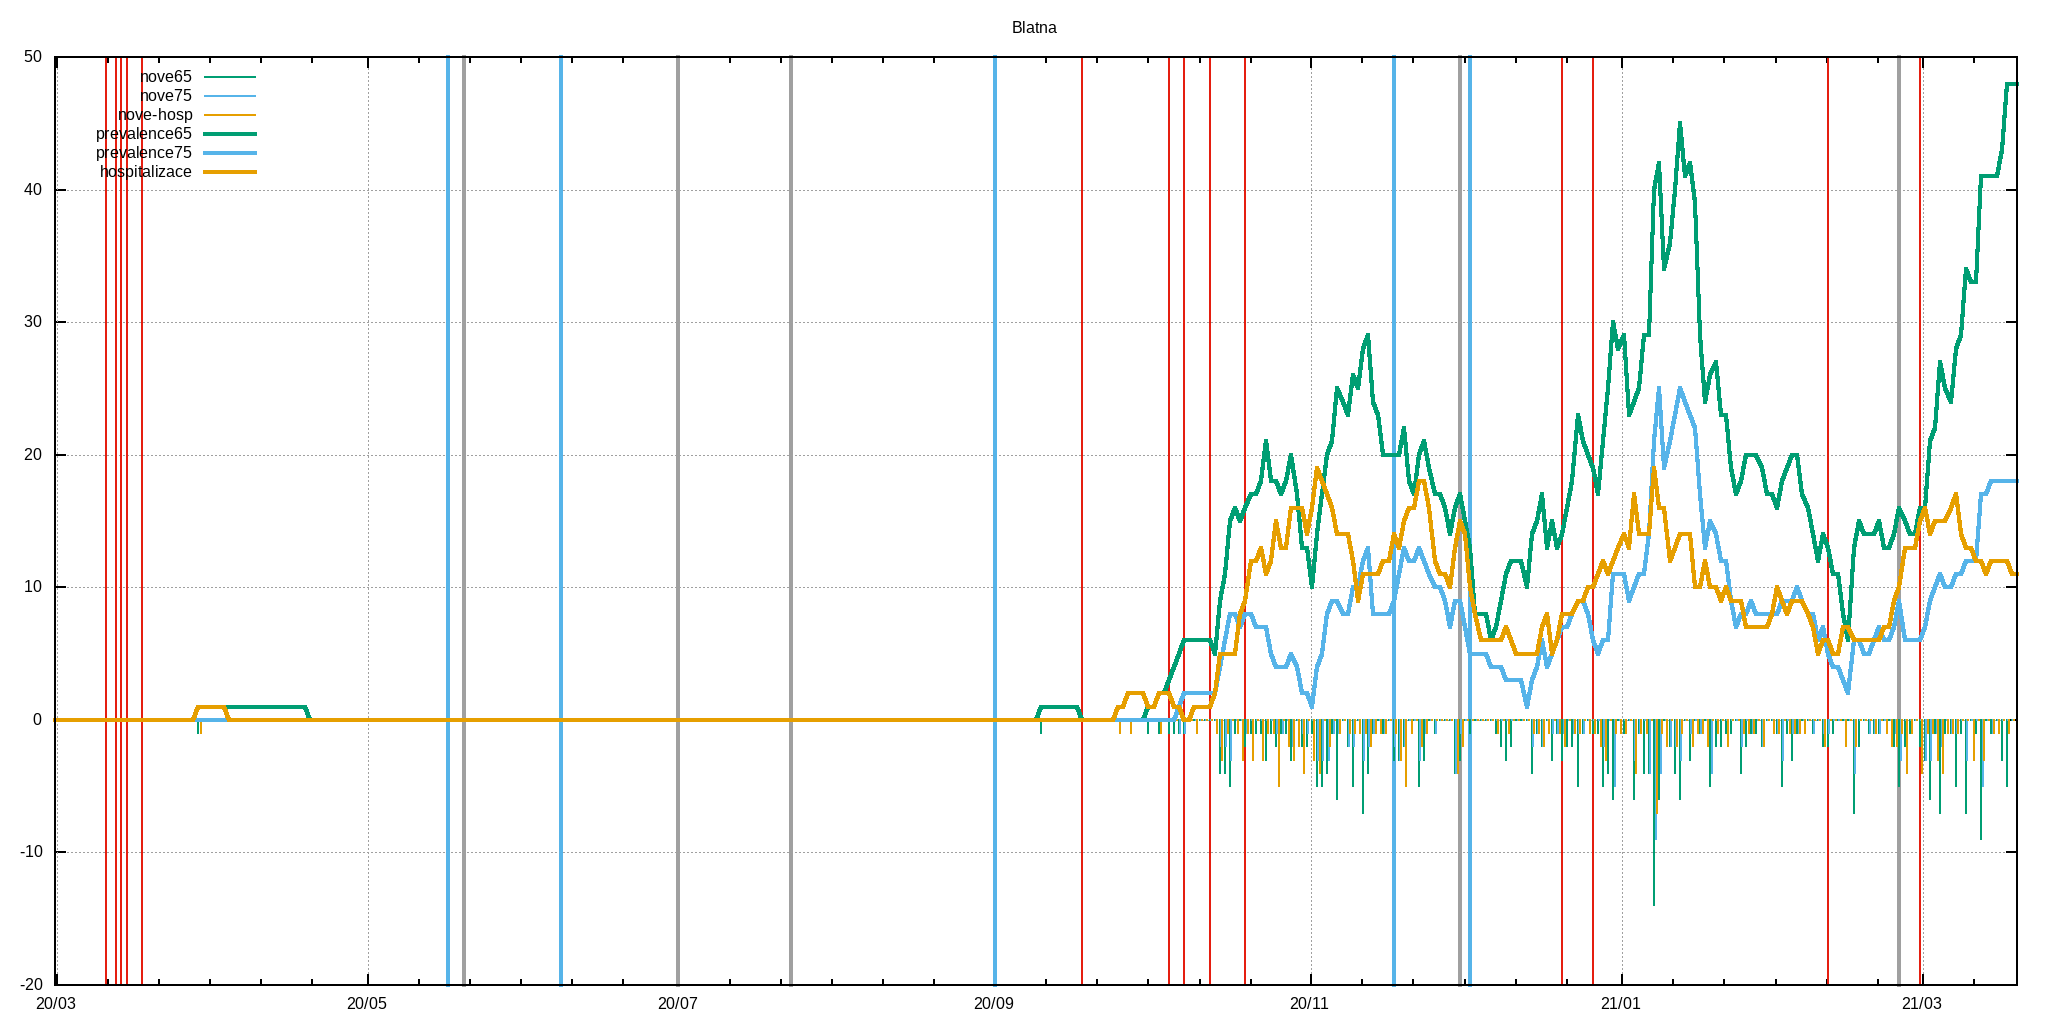 Blatna
50
40
30
20
10
0
-10
-20
nove65
nove75
nove-hosp
prevalence65
prevalence75
hospitalizace
20/03 20/05 20/07 20/09 20/11 21/01 21/03